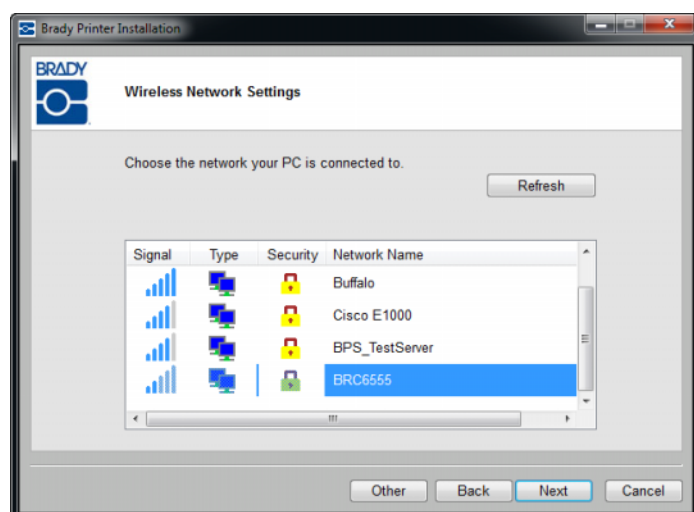 Brady Printer Installation
BRADY
Wireless Network Settings
Choose the network your PC is connected to.
Refresh
Signal Type Security Network Name
Buffalo
Cisco E1000
BPS_TestServer
BRC6555
Other Back Next Cancel